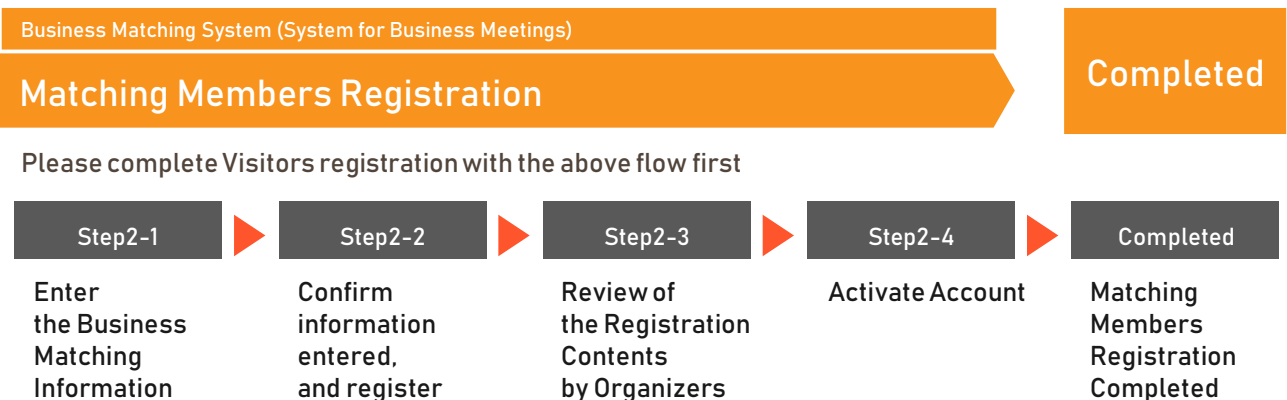 Business Matching System (System for Business Meetings)
Matching Members Registration
Completed
Please complete Visitors registration with the above flow first
Step2-1
Enter
the Business
Matching
Information
Step2-2
Confirm
information
entered,
and register
Step2-3
Review of
the Registration
Contents
by Organizers
Step2-4
Activate Account
Completed
Matching
Members
Registration
Completed